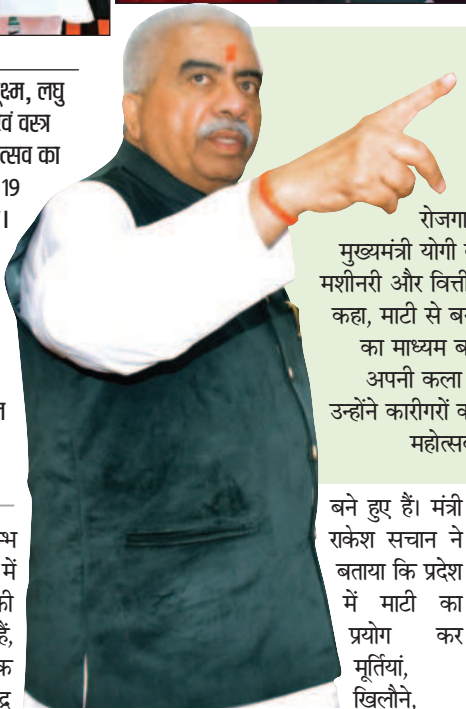 लघु
वं वस्त्र
त्सव का
19
।
में
हैं,
रोजगा
मुख्यमंत्री योगी
मशीनरी और वित्ती
कहा, माटी से ब
का माध्यम ब
अपनी कला
उन्होंने कारीगरों क
महोत्सव
बने हुए हैं। मंत्री
राकेश सचान ने
बताया कि प्रदेश
में माटी का
प्रयोग कर
मूर्तियां,
खिलौने,